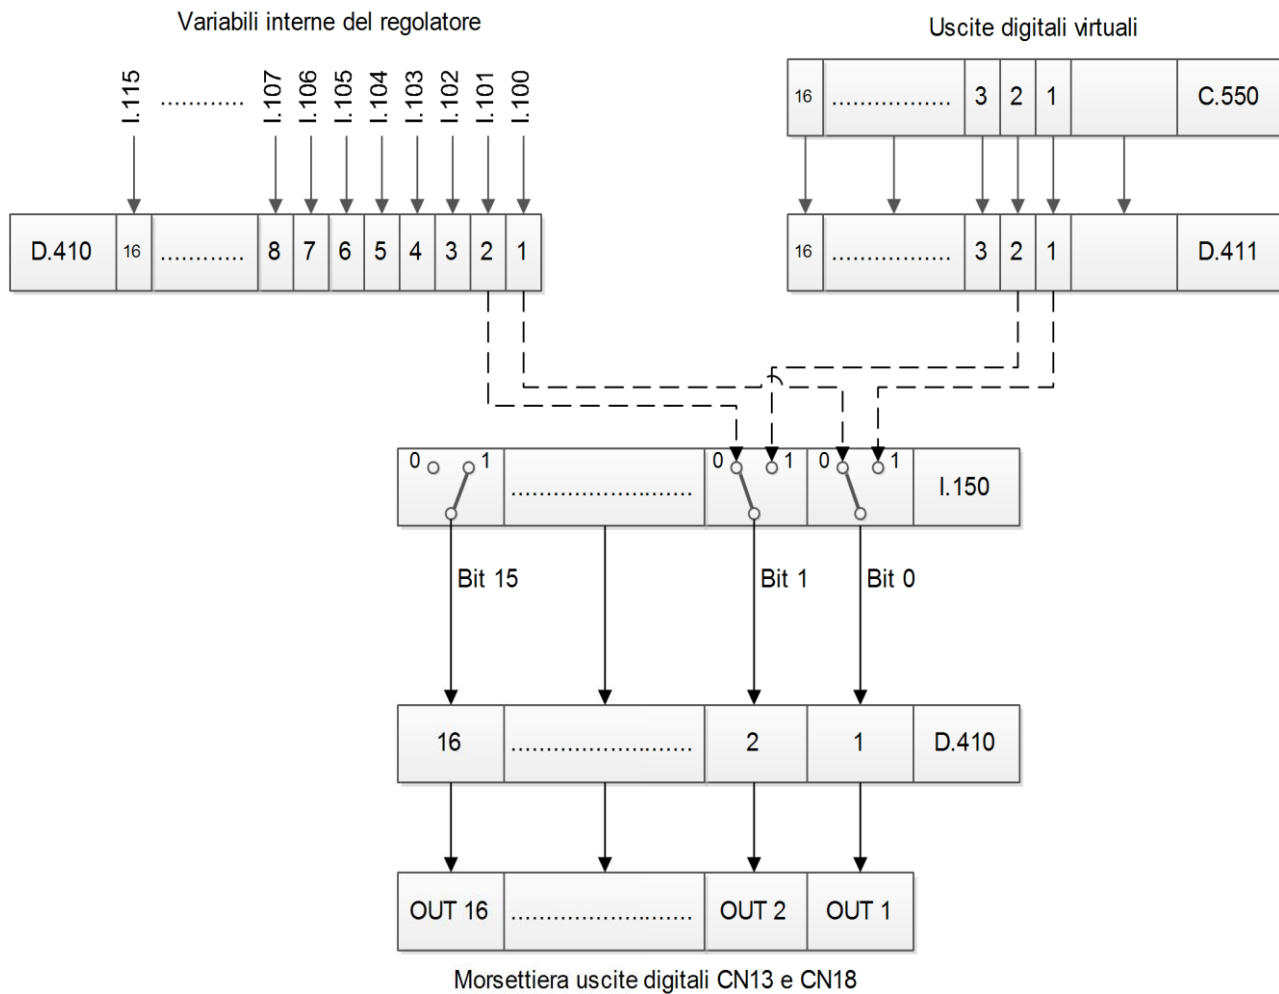 Variabili interne del regolatore
Uscite digitali virtuali
I.115 ............ I.107 I.106 I.105 I.104 I.103 I.102 I.101 I.100
16 ................. 3 2 1 C.550
D.410 16 ............ 8 7 6 5 4 3 2 1
16 ................. 3 2 1 D.411
0 1 ......................... 0 1 0 1 I.150
Bit 15 Bit 1 Bit 0
16 ......................... 2 1 D.410
OUT 16 ......................... OUT 2 OUT 1
Morsettiera uscite digitali CN13 e CN18